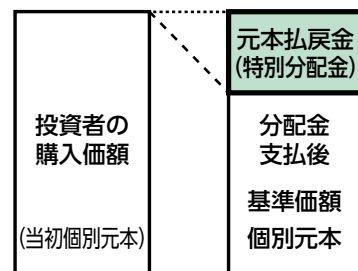 投資者の
購入価額
(当初個別元本)
元本払戻金
(特別分配金)
分配金
支払後
基準価額
個別元本